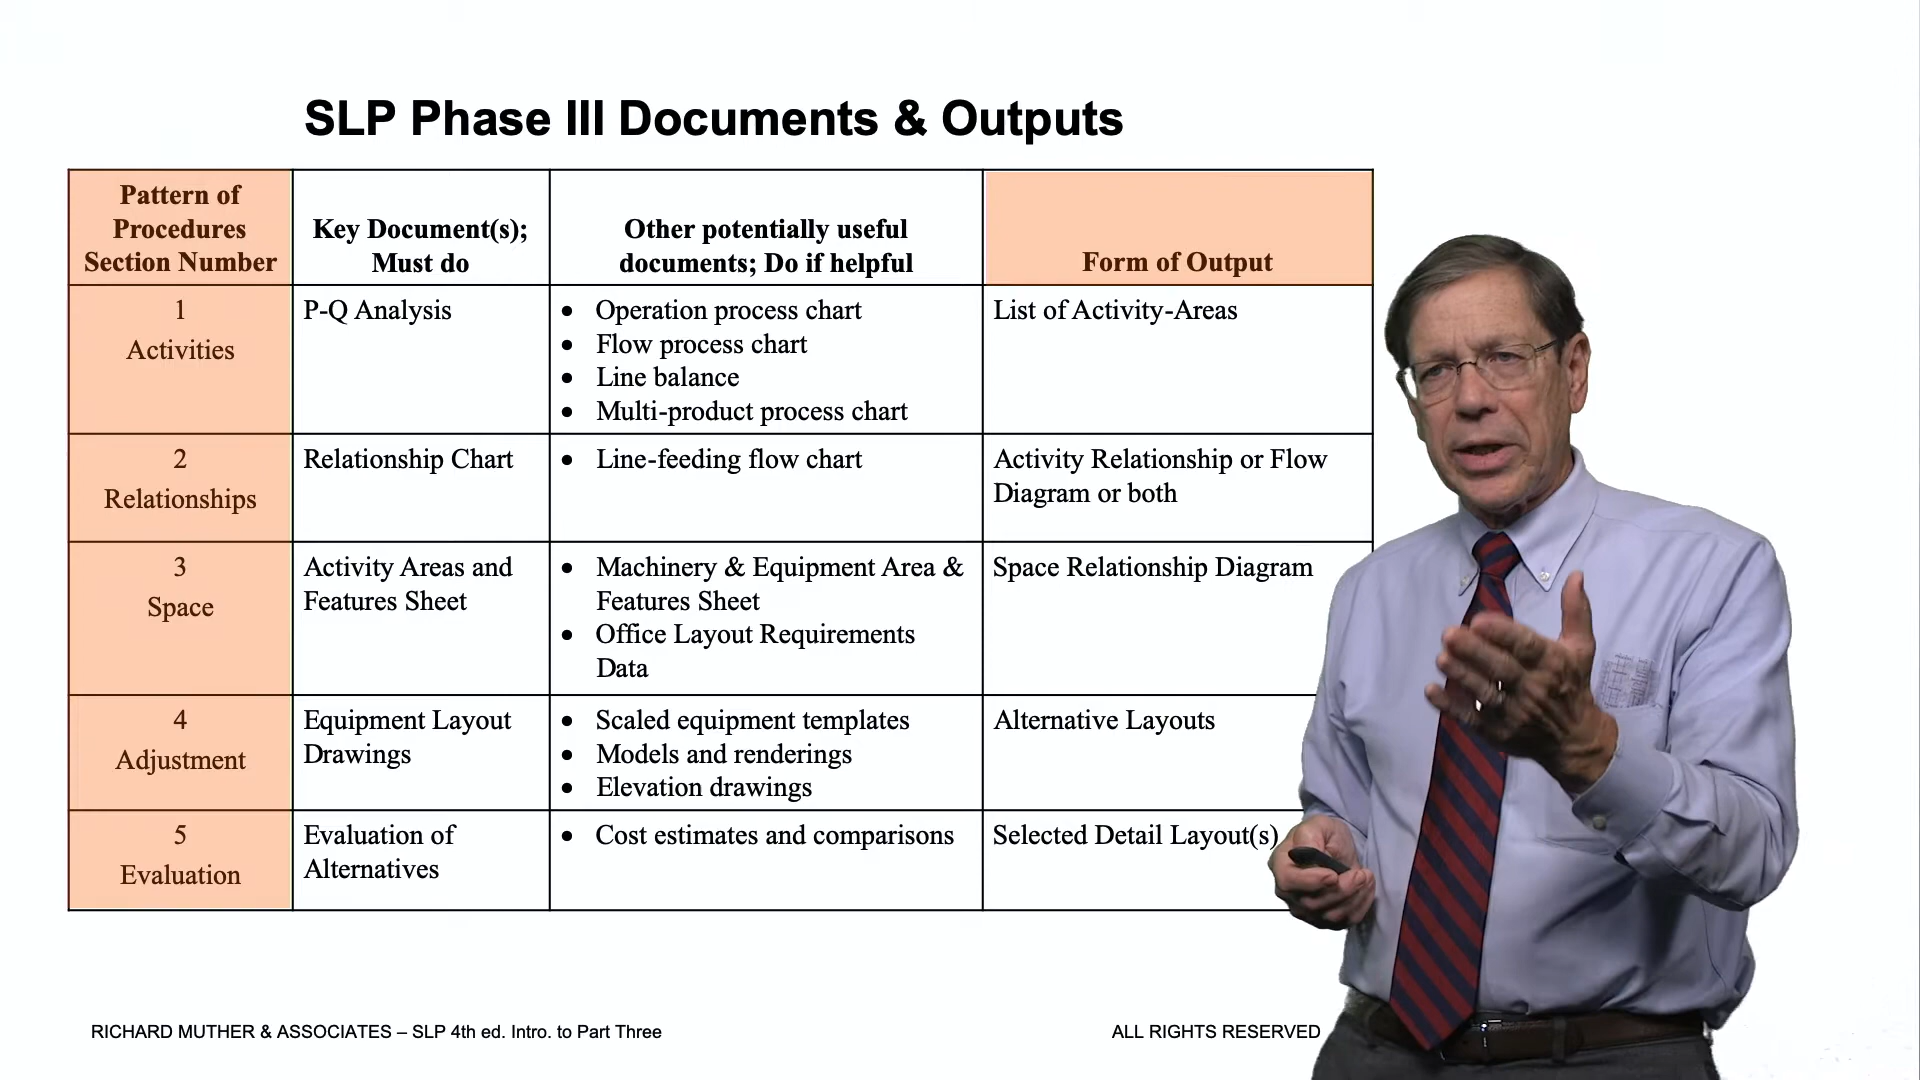 SLP Phase III Documents & Outputs
Pattern of
Procedures
Section Number
Key Document(s);
Must do
Other potentially useful
documents; Do if helpful
Form of Output
1
Activities
P-Q Analysis
• Operation process chart
• Flow process chart
• Line balance
• Multi-product process chart
List of Activity-Areas
2
Relationships
Relationship Chart
• Line-feeding flow chart
Activity Relationship or Flow
Diagram or both
3
Space
Activity Areas and
Features Sheet
• Machinery & Equipment Area &
Features Sheet
• Office Layout Requirements
Data
Space Relationship Diagram
4
Adjustment
Equipment Layout
Drawings
• Scaled equipment templates
• Models and renderings
• Elevation drawings
Alternative Layouts
5
Evaluation
Evaluation of
Alternatives
• Cost estimates and comparisons
Selected Detail Layout(s)
RICHARD MUTHER & ASSOCIATES – SLP 4th ed. Intro. to Part Three
ALL RIGHTS RESERVED